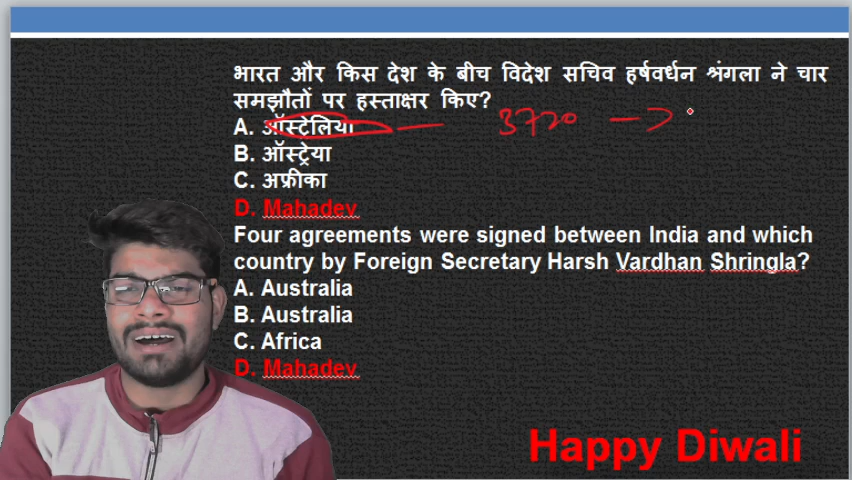 भारत और किस देश के बीच विदेश सचिव हर्षवर्धन श्रंगला ने चार
समझौतों पर हस्ताक्षर किए?
A. ऑस्टेलिया
B. ऑस्ट्रेया
C. अफ्रीका
D. Mahadev
Four agreements were signed between India and which
country by Foreign Secretary Harsh Vardhan Shringla?
A. Australia
B. Australia
C. Africa
D. Mahadev
Happy Diwali